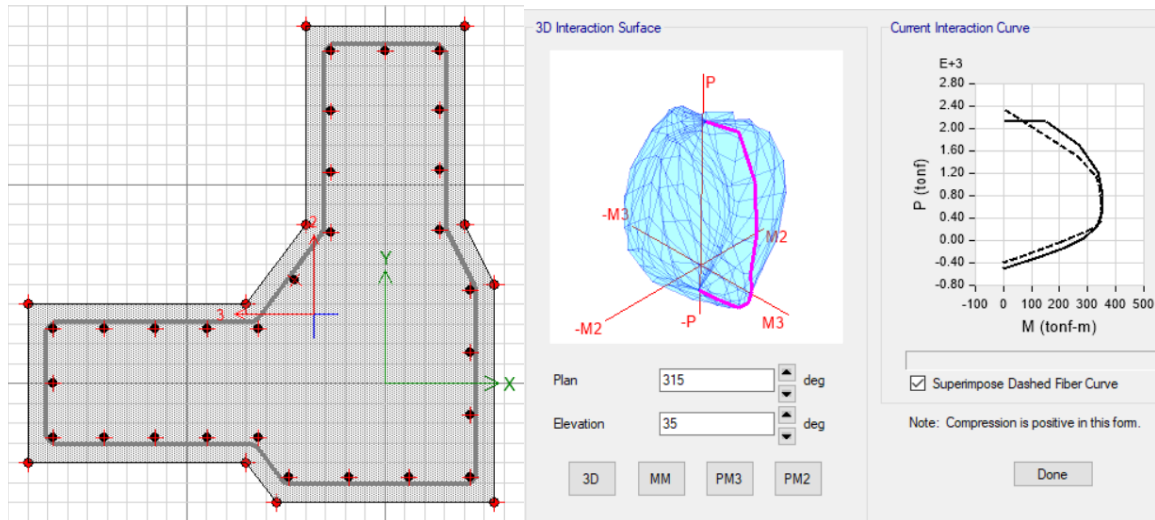 2
3
Y
X
3D Interaction Surface
P
-M3
M2
-M2
-P
M3
Plan
315
deg
Elevation
35
deg
3D
MM
PM3
PM2
Current Interaction Curve
E+3
2.80
2.40
2.00
1.60
1.20
0.80
0.40
0.00
-0.40
-0.80
P (tonf)
-100
0
100
200
300
400
500
M (tonf-m)
Superimpose Dashed Fiber Curve
Note: Compression is positive in this form.
Done